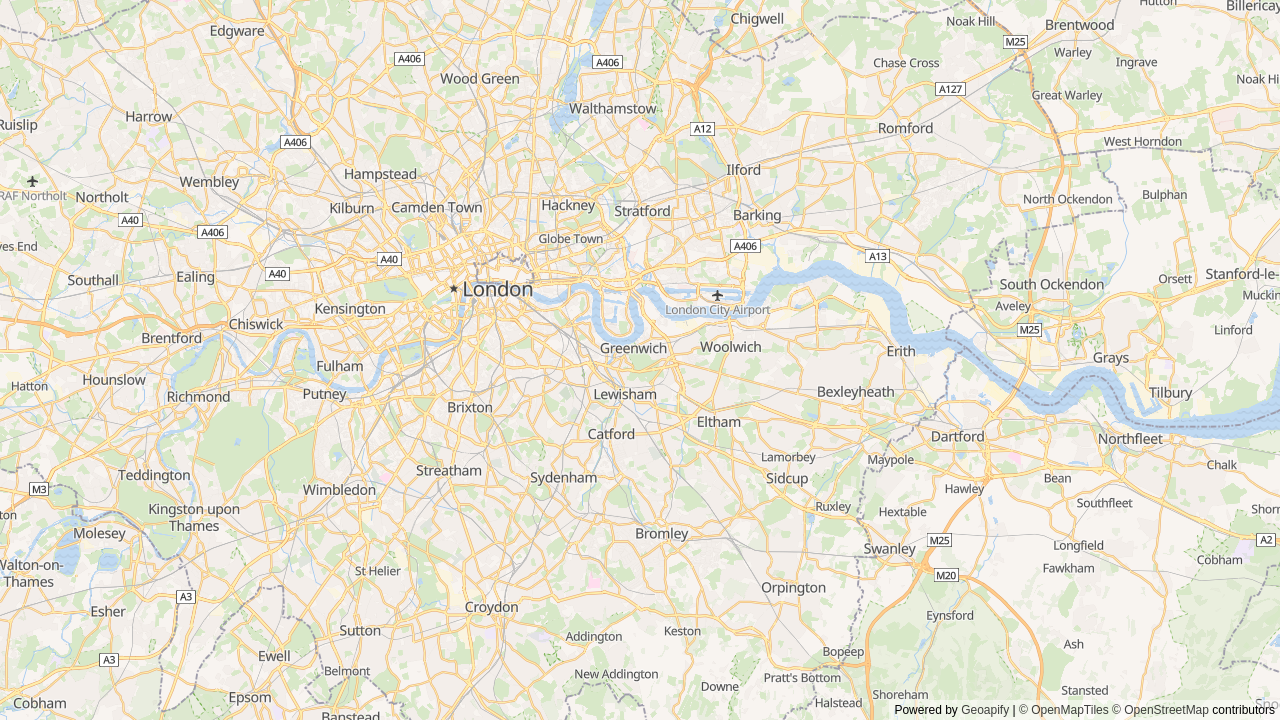 Hutton
Billericay
Chigwell
Noak Hill
Brentwood
Edgware
M25
Warley
A406
A406
Chase Cross
Ingrave
Wood Green
Noak Hi
A127
Great Warley
Walthamstow
Harrow
Ruislip
A12
Romford
A406
West Horndon
Ilford
Hampstead
Wembley
RAF Northolt
Northolt
Bulphan
Kilburn
Camden Town
Hackney
Stratford
North Ockendon
Barking
A40
A406
Globe Town
yes End
A406
A13
A40
Southall
Ealing
A40
Orsett
Stanford-le-
South Ockendon
London
Muckin
Kensington
London City Airport
Aveley
Chiswick
M25
Linford
Brentford
Greenwich
Woolwich
Erith
Grays
Fulham
Hatton
Hounslow
Richmond
Putney
Lewisham
Bexleyheath
Tilbury
Brixton
Eltham
Catford
Dartford
Northfleet
Lamorbey
Maypole
Chalk
Teddington
Streatham
Sydenham
Sidcup
Bean
M3
Wimbledon
Hawley
Southfleet
Kingston upon
Thames
Ruxley
Hextable
Shorn
ton
Molesey
Bromley
M25
A2
Swanley
Longfield
Cobham
Walton-on-
Thames
St Helier
Fawkham
M20
Orpington
A3
Esher
Croydon
Eynsford
Sutton
Addington
Keston
Ash
Bopeep
Ewell
A3
Belmont
New Addington
Pratt's Bottom
Downe
Stansted
Epsom
Shoreham
Cobham
Halstead
Banstead
Powered by Geoapify | © OpenMapTiles © OpenStreetMap contributors